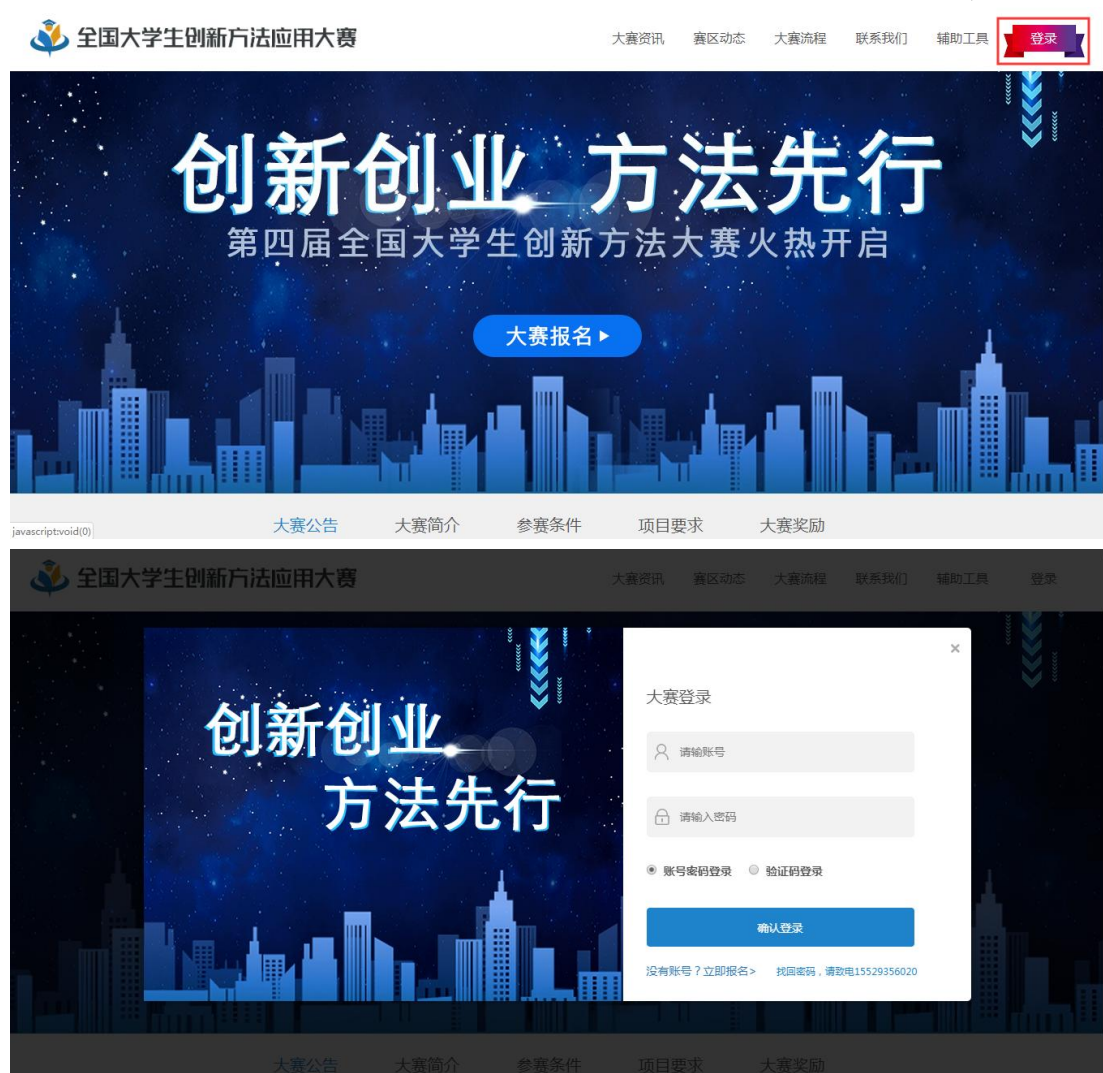 全国大学生创新方法应用大赛
大赛资讯 赛区动态 大赛流程 联系我们 辅助工具 登录
创新创业 方法先行
第四届全国大学生创新方法大赛火热开启
大赛报名
大赛公告 大赛简介 参赛条件 项目要求 大赛奖励
javascript:void(0)
全国大学生创新方法应用大赛
大赛资讯 赛区动态 大赛流程 联系我们 辅助工具 登录
创新创业
方法先行
×
大赛登录
请输账号
请输入密码
账号密码登录 验证码登录
确认登录
没有账号？立即报名> 找回密码，请致电15529356020
大赛公告 大赛简介 参赛条件 项目要求 大赛奖励